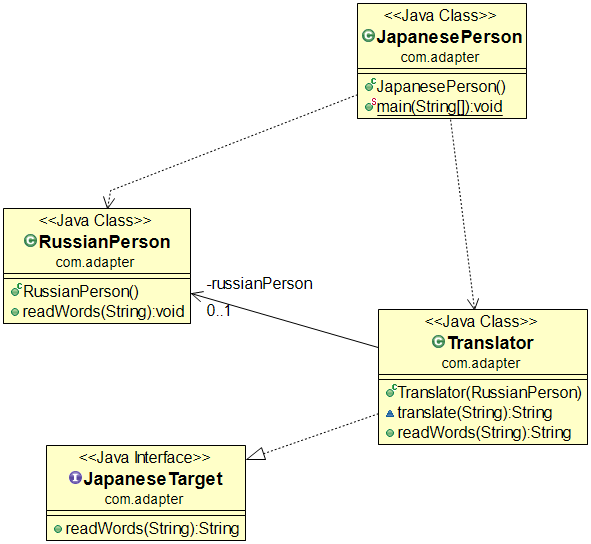 <<Java Class>>
JapanesePerson
com.adapter
JapanesePerson()
main(String[]):void
<<Java Class>>
RussianPerson
com.adapter
RussianPerson()
readWords(String):void
-russianPerson
0..1
<<Java Class>>
Translator
com.adapter
Translator(RussianPerson)
translate(String):String
readWords(String):String
<<Java Interface>>
JapaneseTarget
com.adapter
readWords(String):String